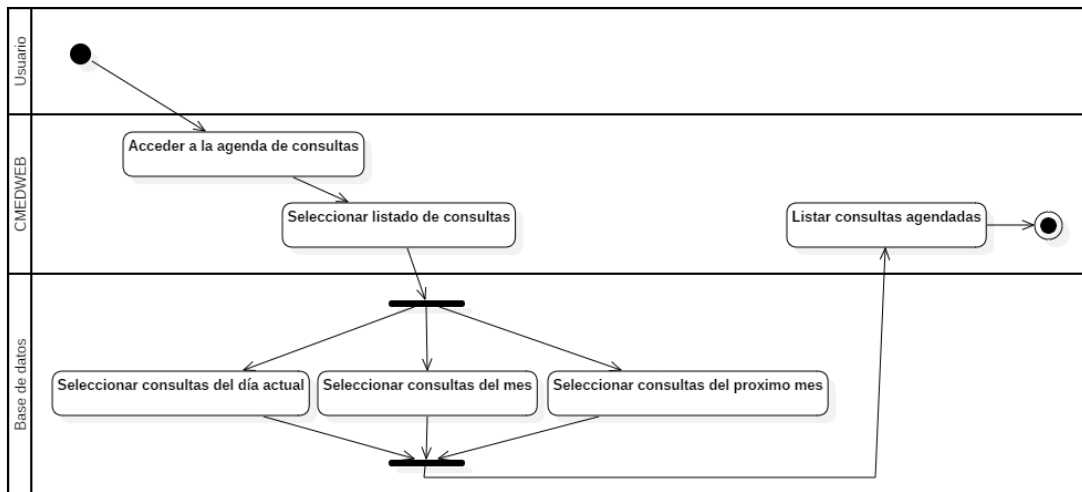 Usuario
CMEDWEB
Acceder a la agenda de consultas
Seleccionar listado de consultas
Listar consultas agendadas
Base de datos
Seleccionar consultas del día actual
Seleccionar consultas del mes
Seleccionar consultas del proximo mes